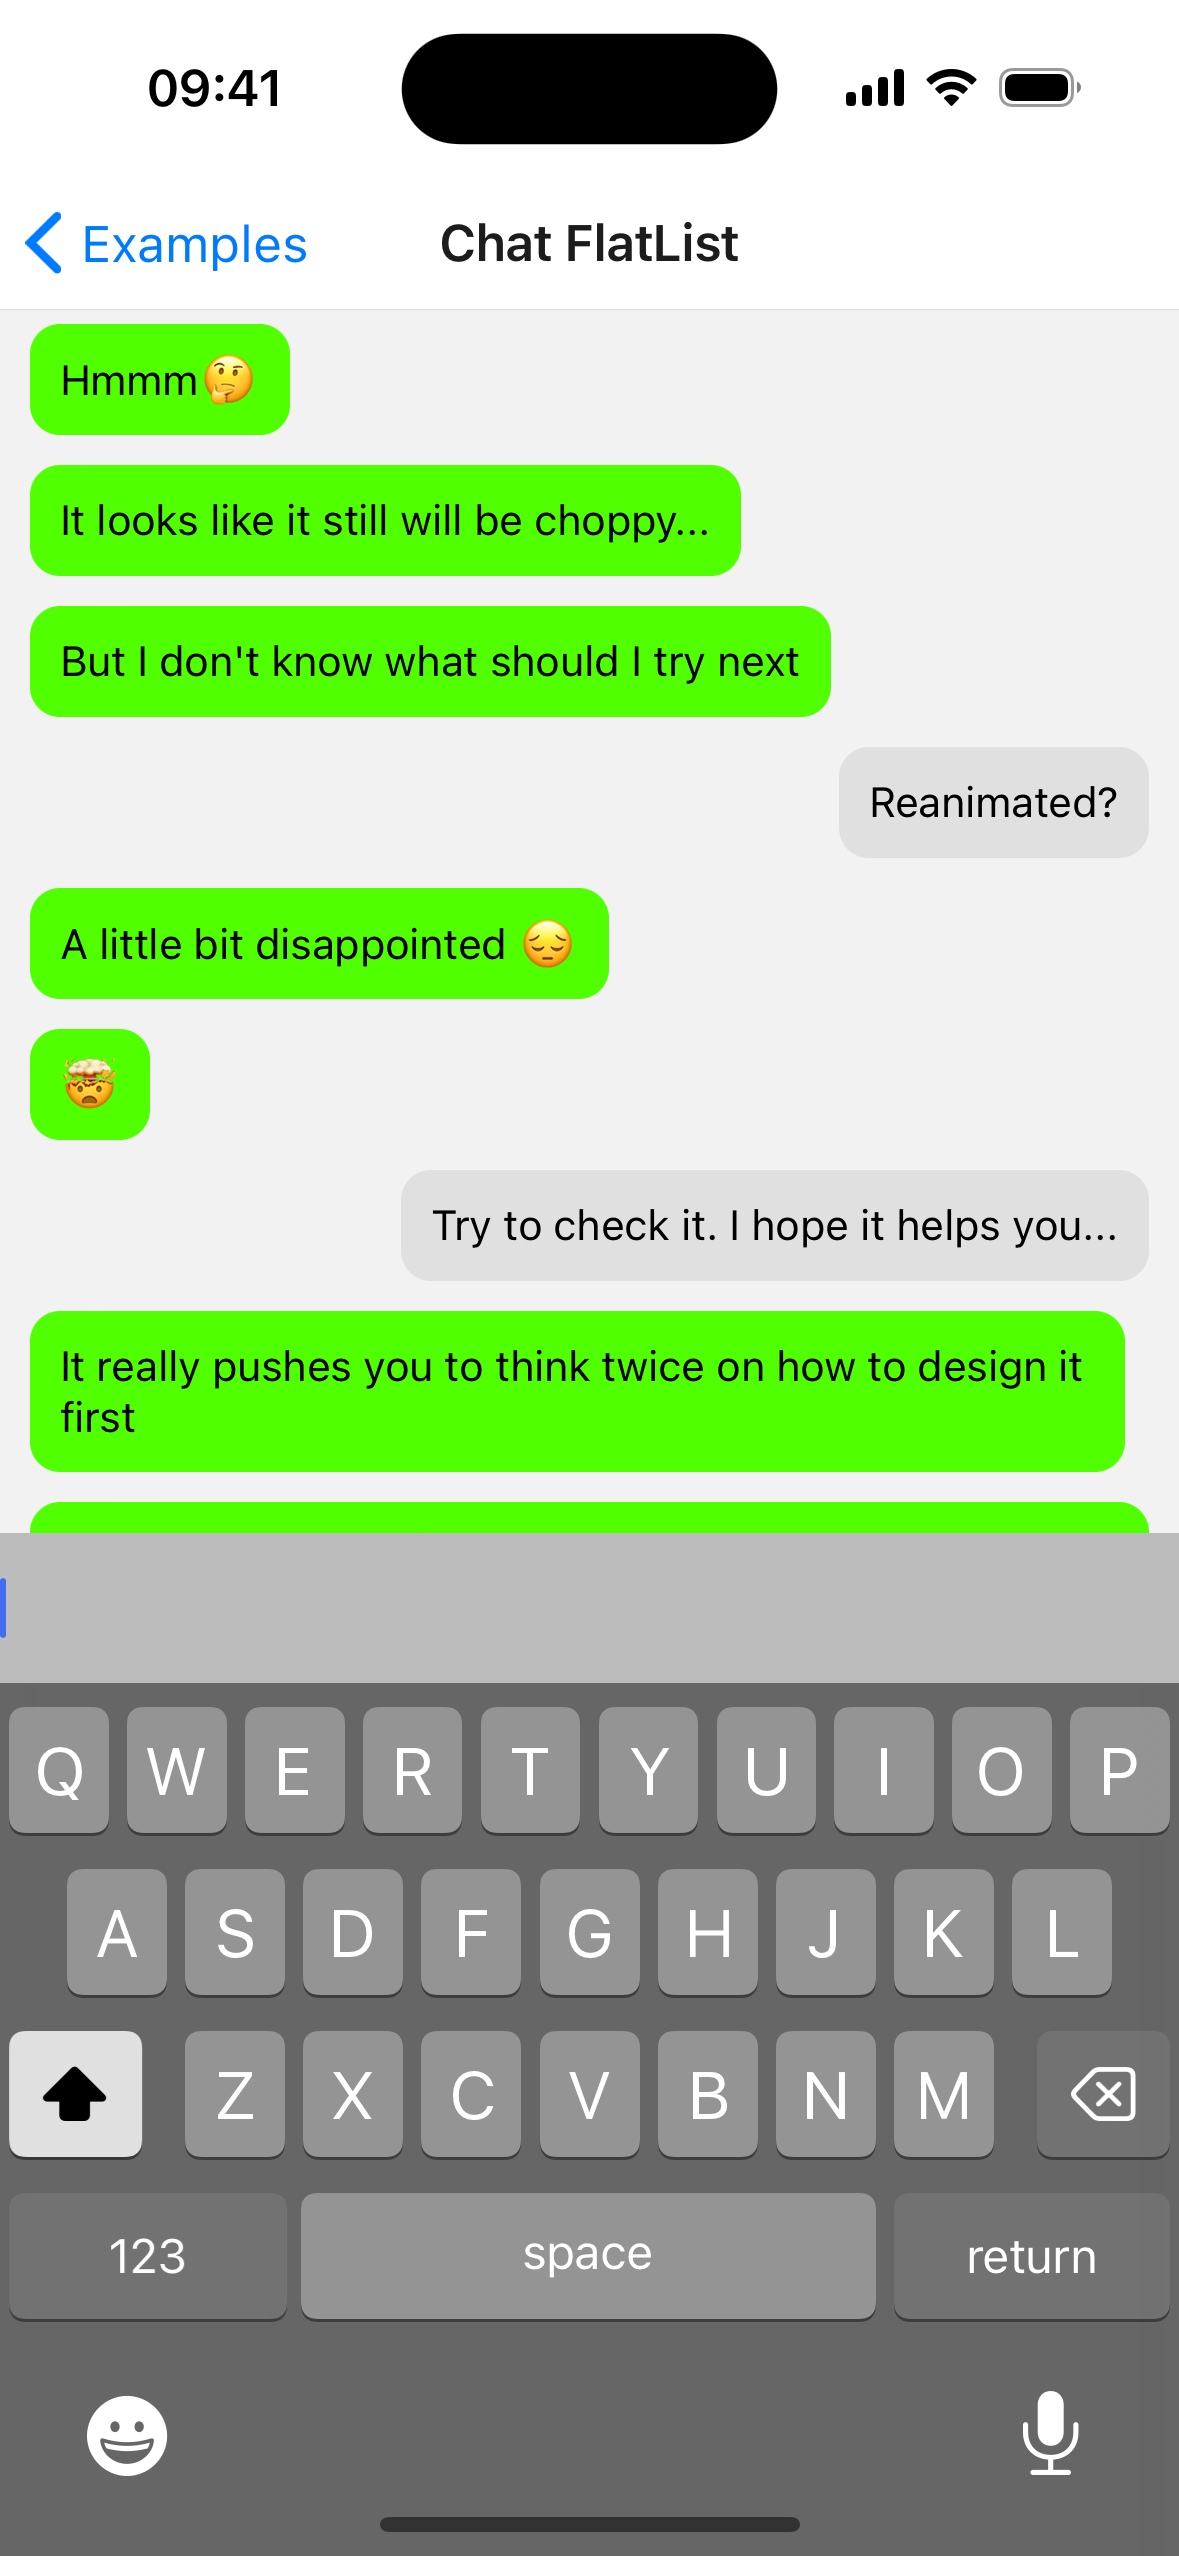 09:41
Examples
Chat FlatList
Hmmm🤔
It looks like it still will be choppy...
But I don't know what should I try next
Reanimated?
A little bit disappointed 😔
🤯
Try to check it. I hope it helps you...
It really pushes you to think twice on how to design it
first
Q W E R T Y U I O P
A S D F G H J K L
Z X C V B N M
123 space return